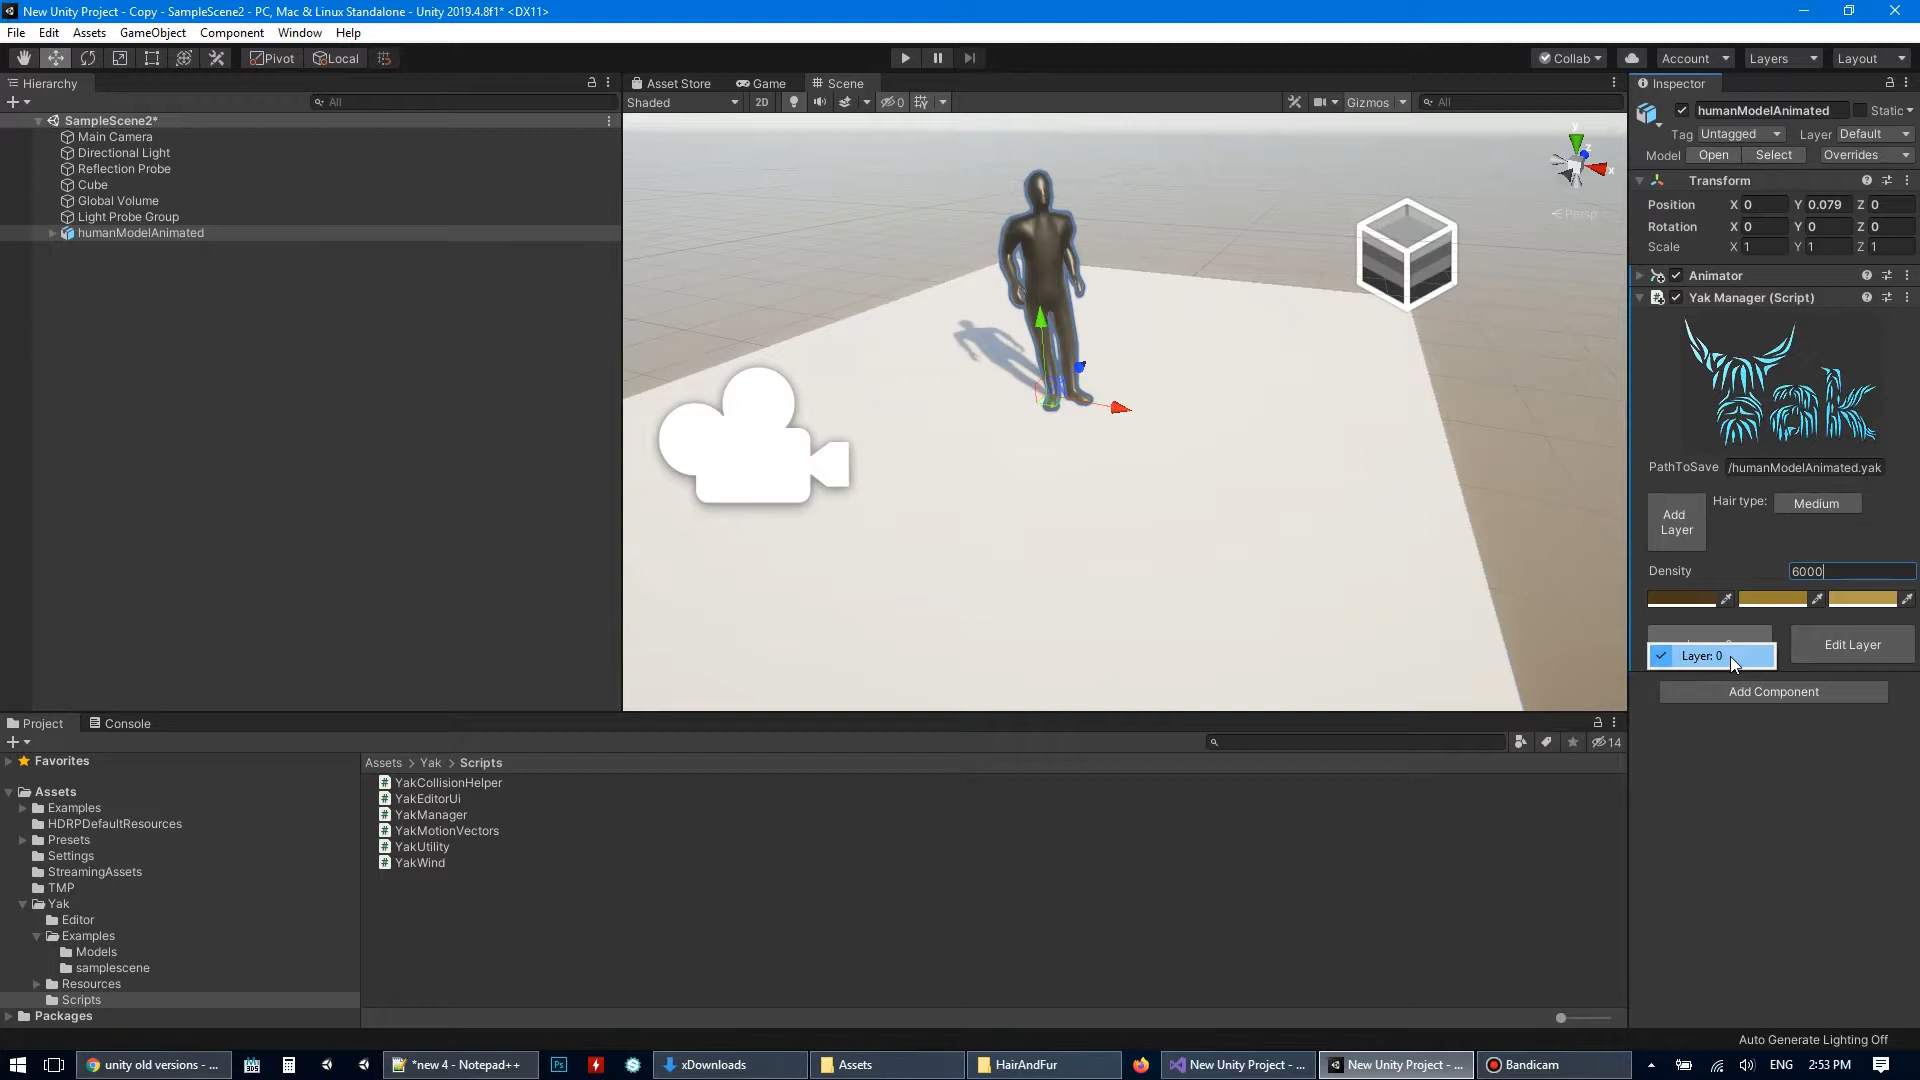 New Unity Project - Copy - SampleScene2 - PC, Mac & Linux Standalone - Unity 2019.4.8f1* <DX11>
File Edit Assets GameObject Component Window Help
Pivot Local Collab Account Layers Layout
Hierarchy
All
SampleScene2*
Main Camera
Directional Light
Reflection Probe
Cube
Global Volume
Light Probe Group
humanModelAnimated
Asset Store Game Scene
Shaded 2D 0 Gizmos All
y
z
x
Persp
Inspector
humanModelAnimated Static
Tag Untagged Layer Default
Model Open Select Overrides
Transform
Position X 0 Y 0.079 Z 0
Rotation X 0 Y 0 Z 0
Scale X 1 Y 1 Z 1
Animator
Yak Manager (Script)
Yak
PathToSave /humanModelAnimated.yak
Add Layer
Hair type: Medium
Density 6000
Layer: 0
Edit Layer
Add Component
Project Console
14
Favorites
Assets
Examples
HDRPDefaultResources
Presets
Settings
StreamingAssets
TMP
Yak
Editor
Examples
Models
samplescene
Resources
Scripts
Packages
Assets > Yak > Scripts
YakCollisionHelper
YakEditorUi
YakManager
YakMotionVectors
YakUtility
YakWind
Auto Generate Lighting Off
unity old versions - ...
*new 4 - Notepad++
Ps
xDownloads
Assets
HairAndFur
New Unity Project - ...
New Unity Project - ...
Bandicam
ENG 2:53 PM